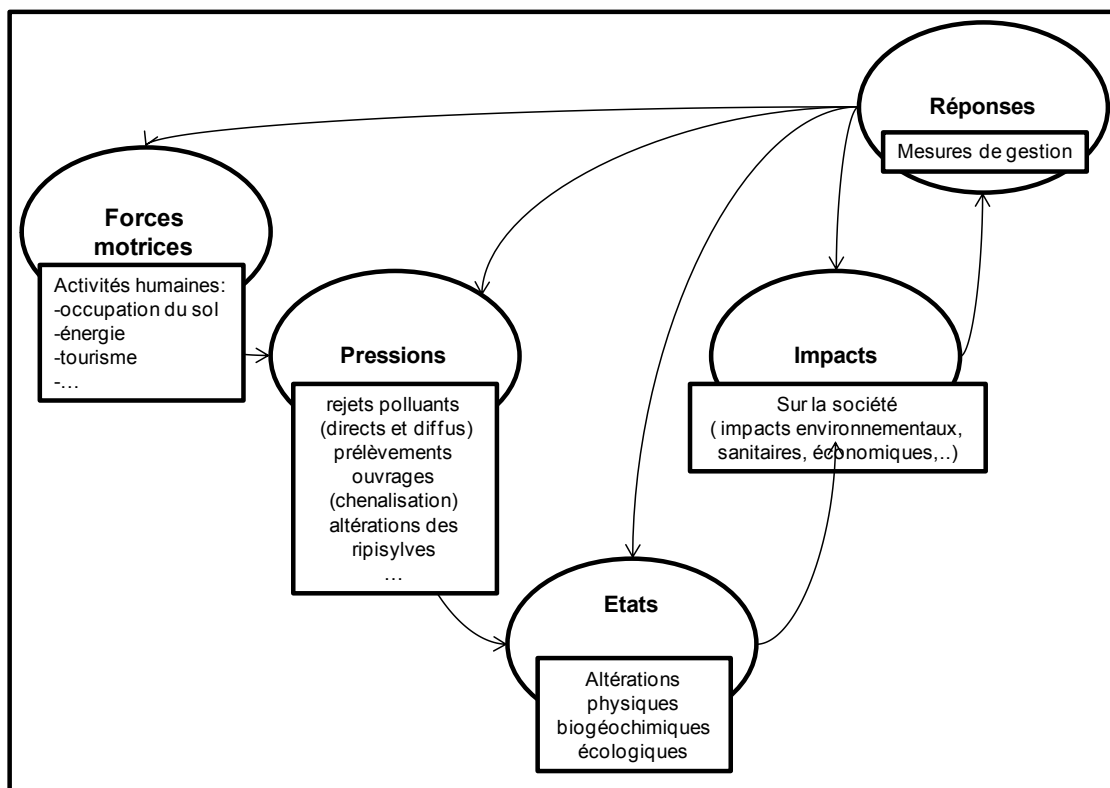 Réponses
Mesures de gestion
Forces
motrices
Activités humaines:
-occupation du sol
-énergie
-tourisme
-…
Pressions
rejets polluants
(directs et diffus)
prélèvements
ouvrages
(chenalisation)
altérations des
ripisylves
…
Impacts
Sur la société
( impacts environnementaux,
sanitaires, économiques,..)
Etats
Altérations
physiques
biogéochimiques
écologiques